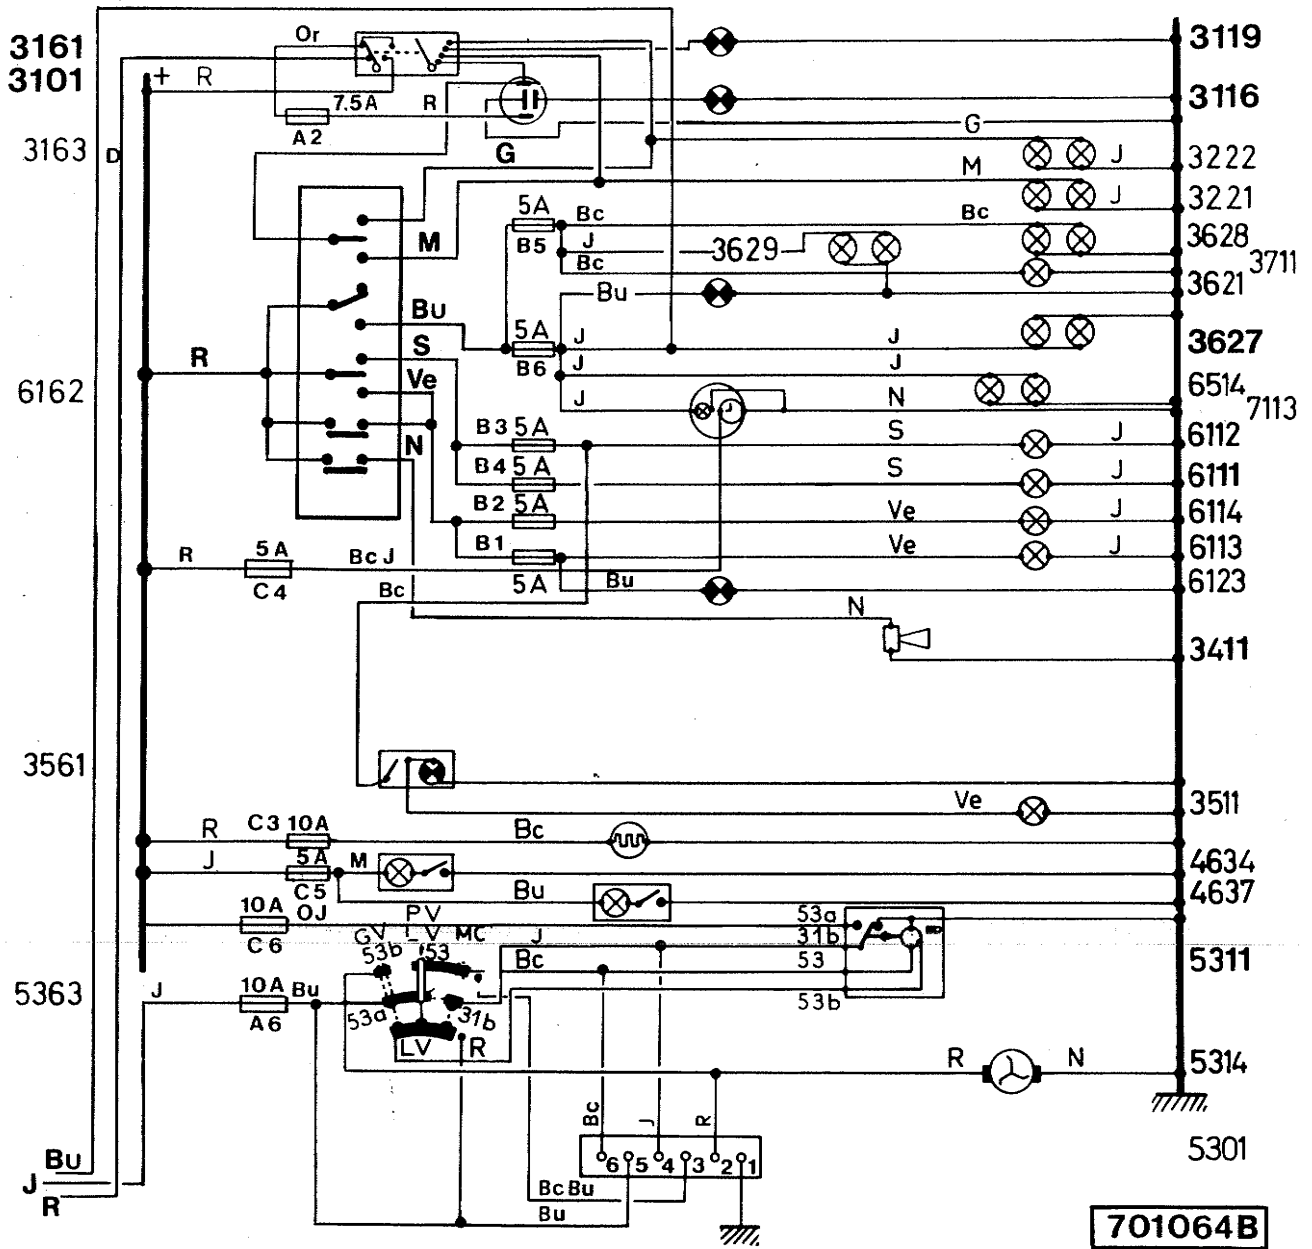 Or
3161
3101
+ R
7.5A
R
A2
3163
D
G
3119
3116
G
J
3222
M
J
3221
5A
Bc
B5
J
Bc
3629
Bc
3628
3711
3621
M
Bu
Bu
S
5A
B6
J
J
J
J
J
3627
R
Ve
6162
N
6514
7113
N
B3 5A
S
J
6112
B4 5A
S
J
6111
B2 5A
Ve
J
6114
B1
5A
Ve
J
6113
R
5A
C4
Bc J
Bu
6123
Bc
N
3411
3561
Ve
3511
R
C3 10A
Bc
J
5A
C5
M
4634
Bu
4637
10A
C6
OJ
PV
GV
LV
MC
53b
53
J
Bc
53a
31b
53
53b
5311
5363
J
10A
A6
Bu
53a
31b
LV
R
R
N
5314
Bc
J
R
6
5
4
3
2
1
5301
Bu
J
R
Bc Bu
Bu
701064B